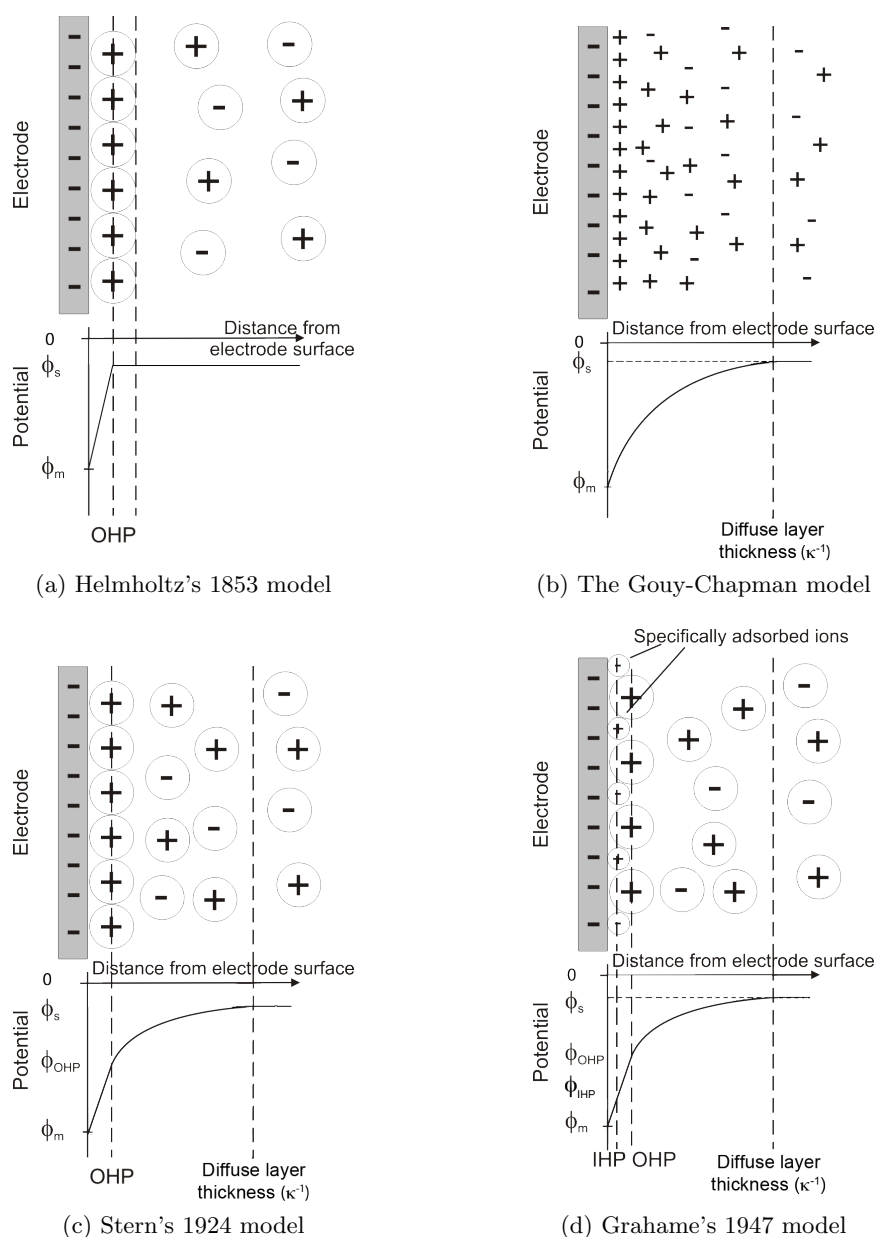 Electrode
0
Distance from
electrode surface
ϕs
Potential
ϕm
OHP
(a) Helmholtz's 1853 model
Electrode
Distance from electrode surface
0
ϕs
Potential
ϕm
Diffuse layer
thickness (κ⁻¹)
(b) The Gouy-Chapman model
Electrode
Distance from electrode surface
0
ϕs
Potential
ϕOHP
ϕm
OHP
Diffuse layer
thickness (κ⁻¹)
(c) Stern's 1924 model
Specifically adsorbed ions
Electrode
Distance from electrode surface
0
ϕs
Potential
ϕOHP
ϕIHP
ϕm
IHP OHP
Diffuse layer
thickness (κ⁻¹)
(d) Grahame's 1947 model